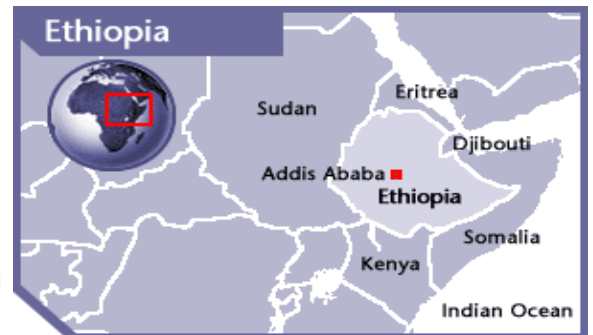 Ethiopia
Eritrea
Sudan
Djibouti
Addis Ababa
Ethiopia
Somalia
Kenya
Indian Ocean